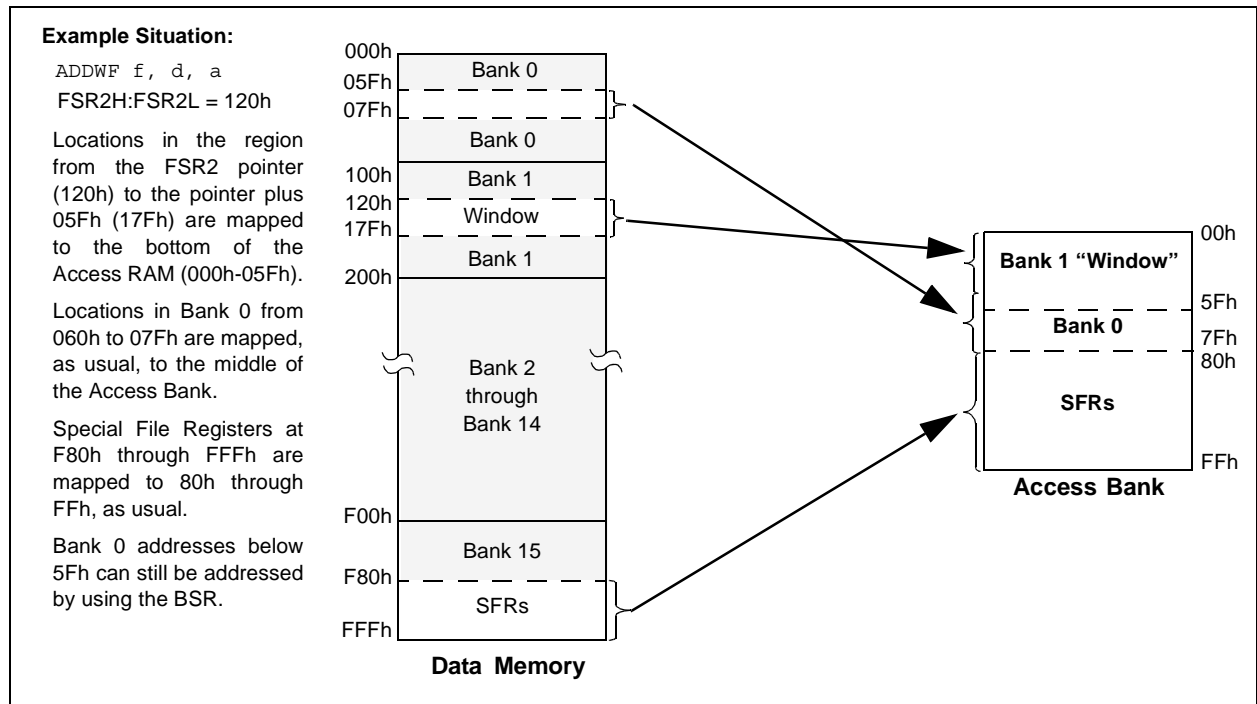 Example Situation:
ADDWF f, d, a
FSR2H:FSR2L = 120h
Locations in the region
from the FSR2 pointer
(120h) to the pointer plus
05Fh (17Fh) are mapped
to the bottom of the
Access RAM (000h-05Fh).
Locations in Bank 0 from
060h to 07Fh are mapped,
as usual, to the middle of
the Access Bank.
Special File Registers at
F80h through FFFh are
mapped to 80h through
FFh, as usual.
Bank 0 addresses below
5Fh can still be addressed
by using the BSR.
000h
Bank 0
05Fh
07Fh
Bank 0
100h
Bank 1
120h
Window
17Fh
Bank 1
200h
Bank 2
through
Bank 14
F00h
Bank 15
F80h
SFRs
FFFh
Data Memory
00h
Bank 1 “Window”
5Fh
Bank 0
7Fh
80h
SFRs
FFh
Access Bank